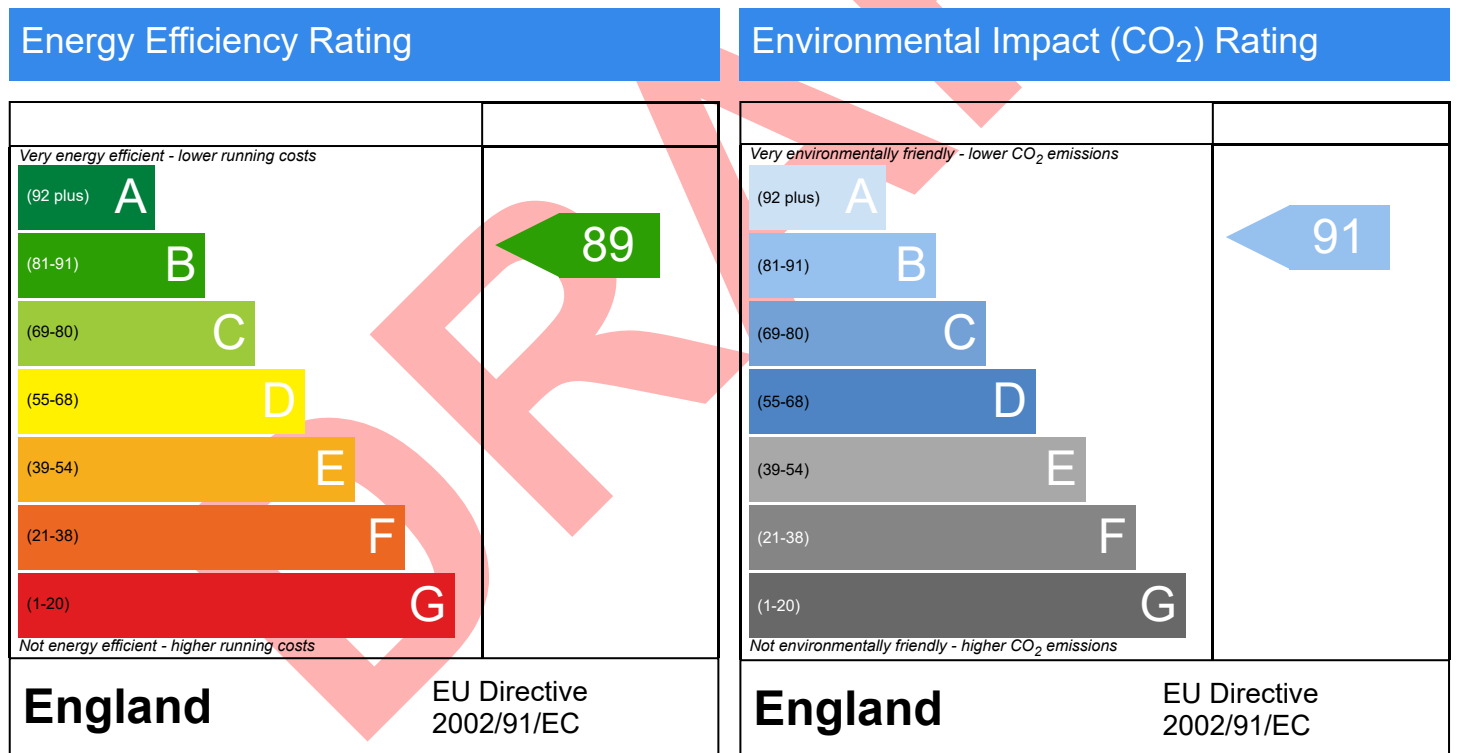 Energy Efficiency Rating
Very energy efficient - lower running costs
(92 plus) A
(81-91) B
(69-80) C
(55-68) D
(39-54) E
(21-38) F
(1-20) G
Not energy efficient - higher running costs
89
England
EU Directive
2002/91/EC
Environmental Impact (CO₂) Rating
Very environmentally friendly - lower CO₂ emissions
(92 plus) A
(81-91) B
(69-80) C
(55-68) D
(39-54) E
(21-38) F
(1-20) G
Not environmentally friendly - higher CO₂ emissions
91
England
EU Directive
2002/91/EC